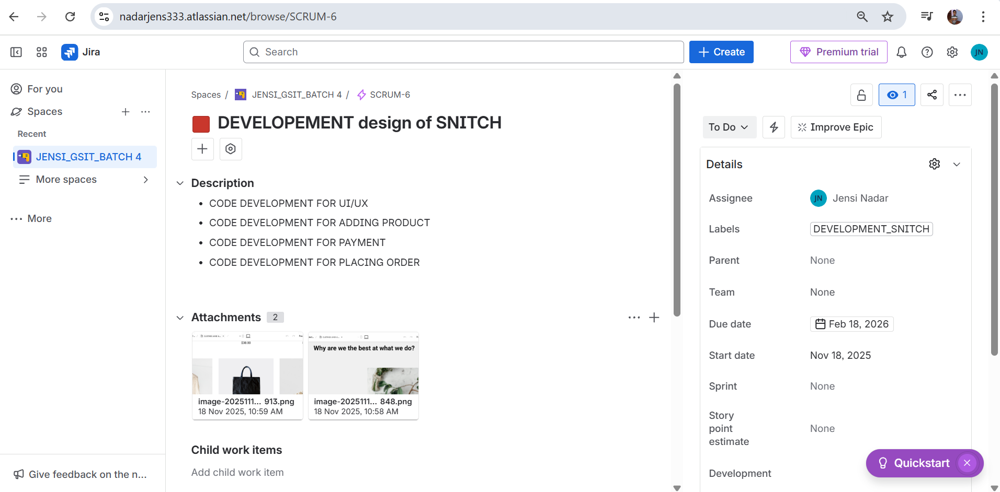 nadarjens333.atlassian.net/browse/SCRUM-6
Jira
Search
Create
Premium trial
JN
For you
Spaces
Recent
JENSI_GSIT_BATCH 4
More spaces
More
Give feedback on the n...
Spaces / JENSI_GSIT_BATCH 4 / SCRUM-6
DEVELOPEMENT design of SNITCH
Description
• CODE DEVELOPMENT FOR UI/UX
• CODE DEVELOPMENT FOR ADDING PRODUCT
• CODE DEVELOPMENT FOR PAYMENT
• CODE DEVELOPMENT FOR PLACING ORDER
Attachments 2
$38.00
image-2025111... 913.png
18 Nov 2025, 10:59 AM
Why are we the best at what we do?
image-2025111... 848.png
18 Nov 2025, 10:58 AM
Child work items
Add child work item
1
To Do
Improve Epic
Details
Assignee JN Jensi Nadar
Labels DEVELOPMENT_SNITCH
Parent None
Team None
Due date Feb 18, 2026
Start date Nov 18, 2025
Sprint None
Story
point
estimate
None
Development
Quickstart